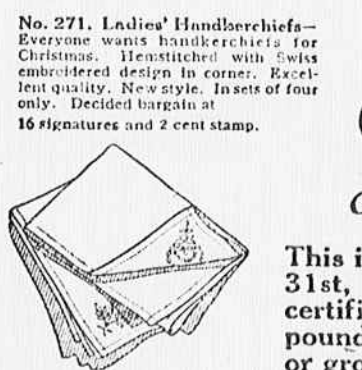 No. 271. Ladies' Handkerchiefs—
Everyone wants handkerchiefs for
Christmas. Hemstitched with Swiss
embroidered design in corner. Excel-
lent quality. New style. In sets of four
only. Decided bargain at
16 signatures and 2 cent stamp.
This i
31st,
certifi
pound
or gro